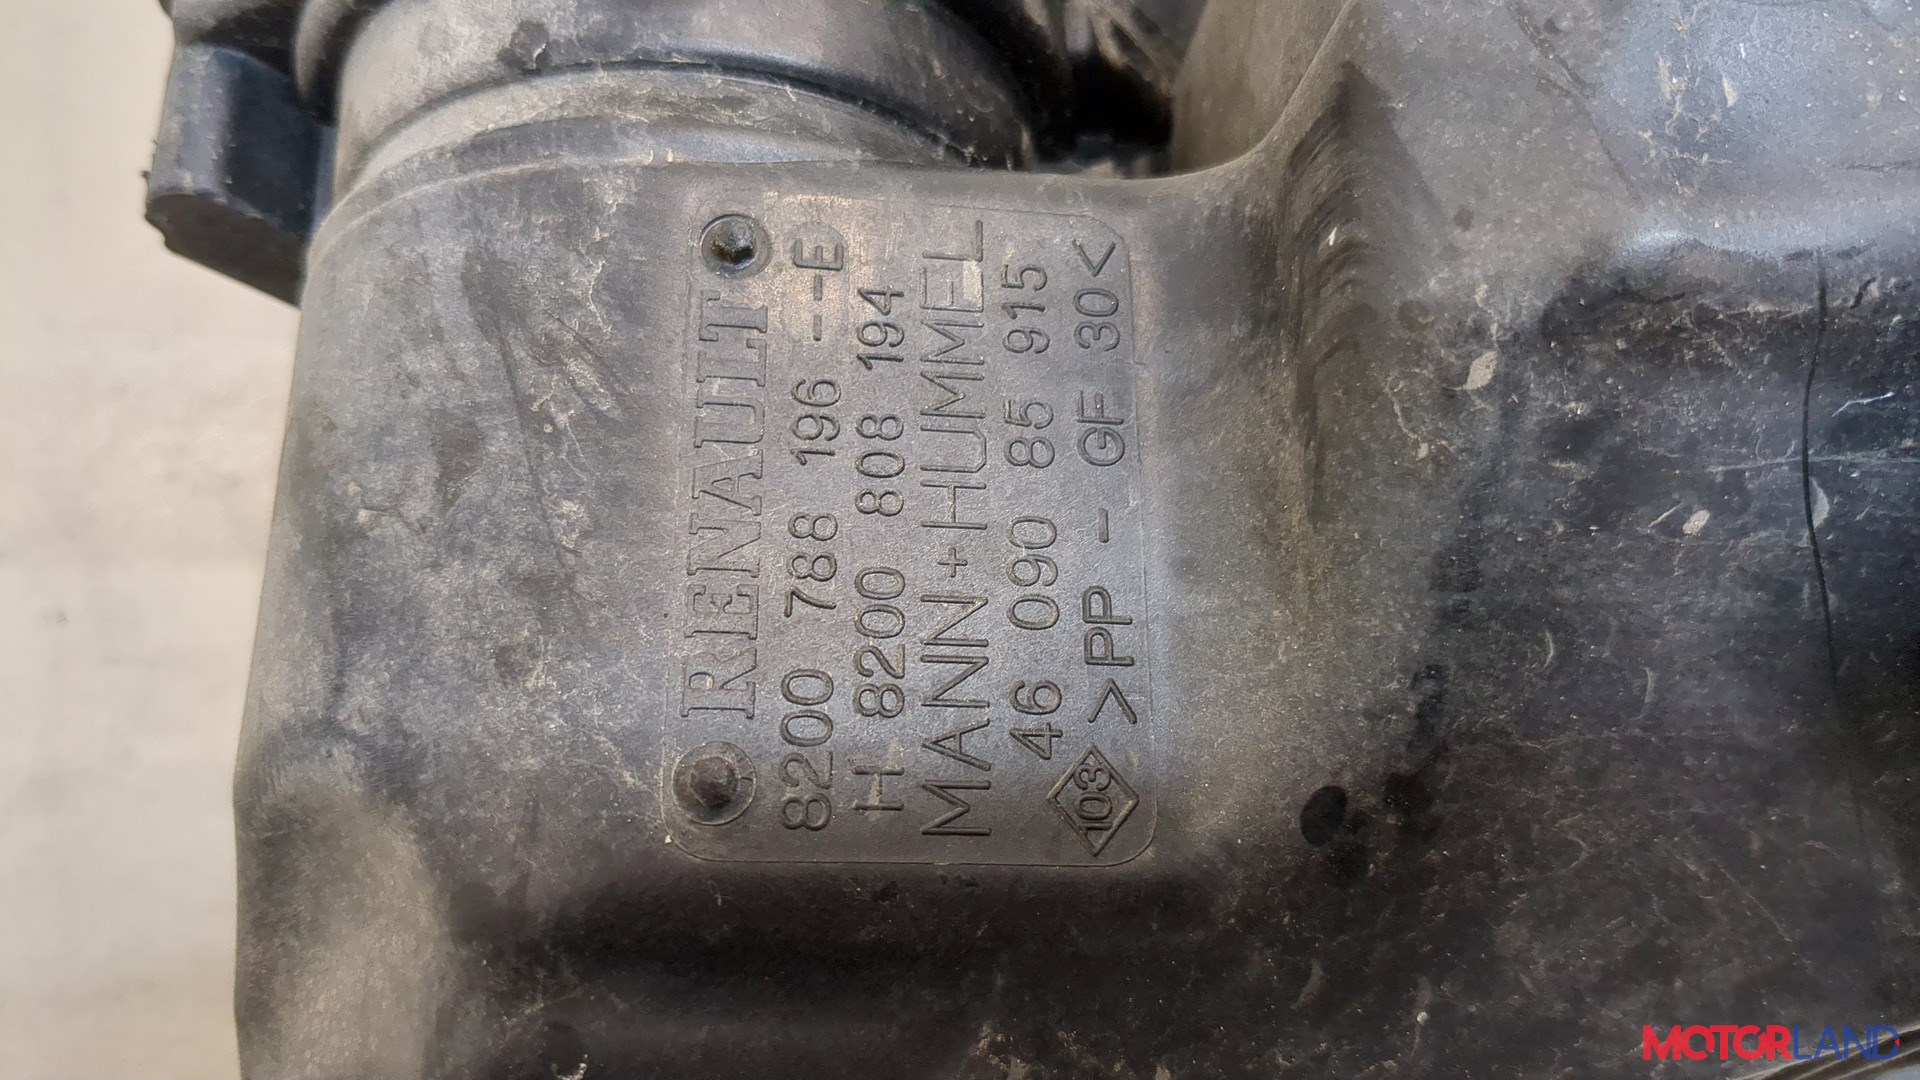 RENAULT
8200 788 196 --E
H 8200 808 194
MANN+HUMMEL
46 090 85 915
103 >PP - GF 30<
MOTORLAND